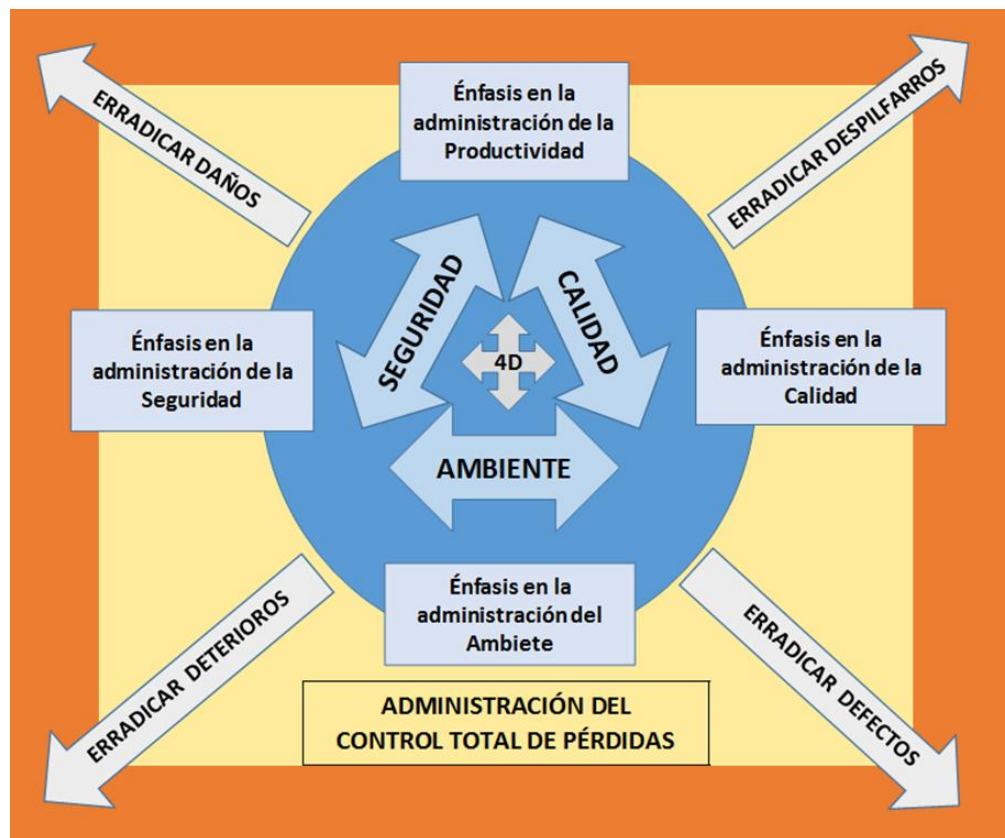 ERRADICAR DAÑOS
Énfasis en la
administración de la
Productividad
ERRADICAR DESPILFARROS
SEGURIDAD
CALIDAD
Énfasis en la
administración de la
Seguridad
4D
Énfasis en la
administración de la
Calidad
AMBIENTE
ERRADICAR DETERIOROS
Énfasis en la
administración del
Ambiete
ERRADICAR DEFECTOS
ADMINISTRACIÓN DEL
CONTROL TOTAL DE PÉRDIDAS